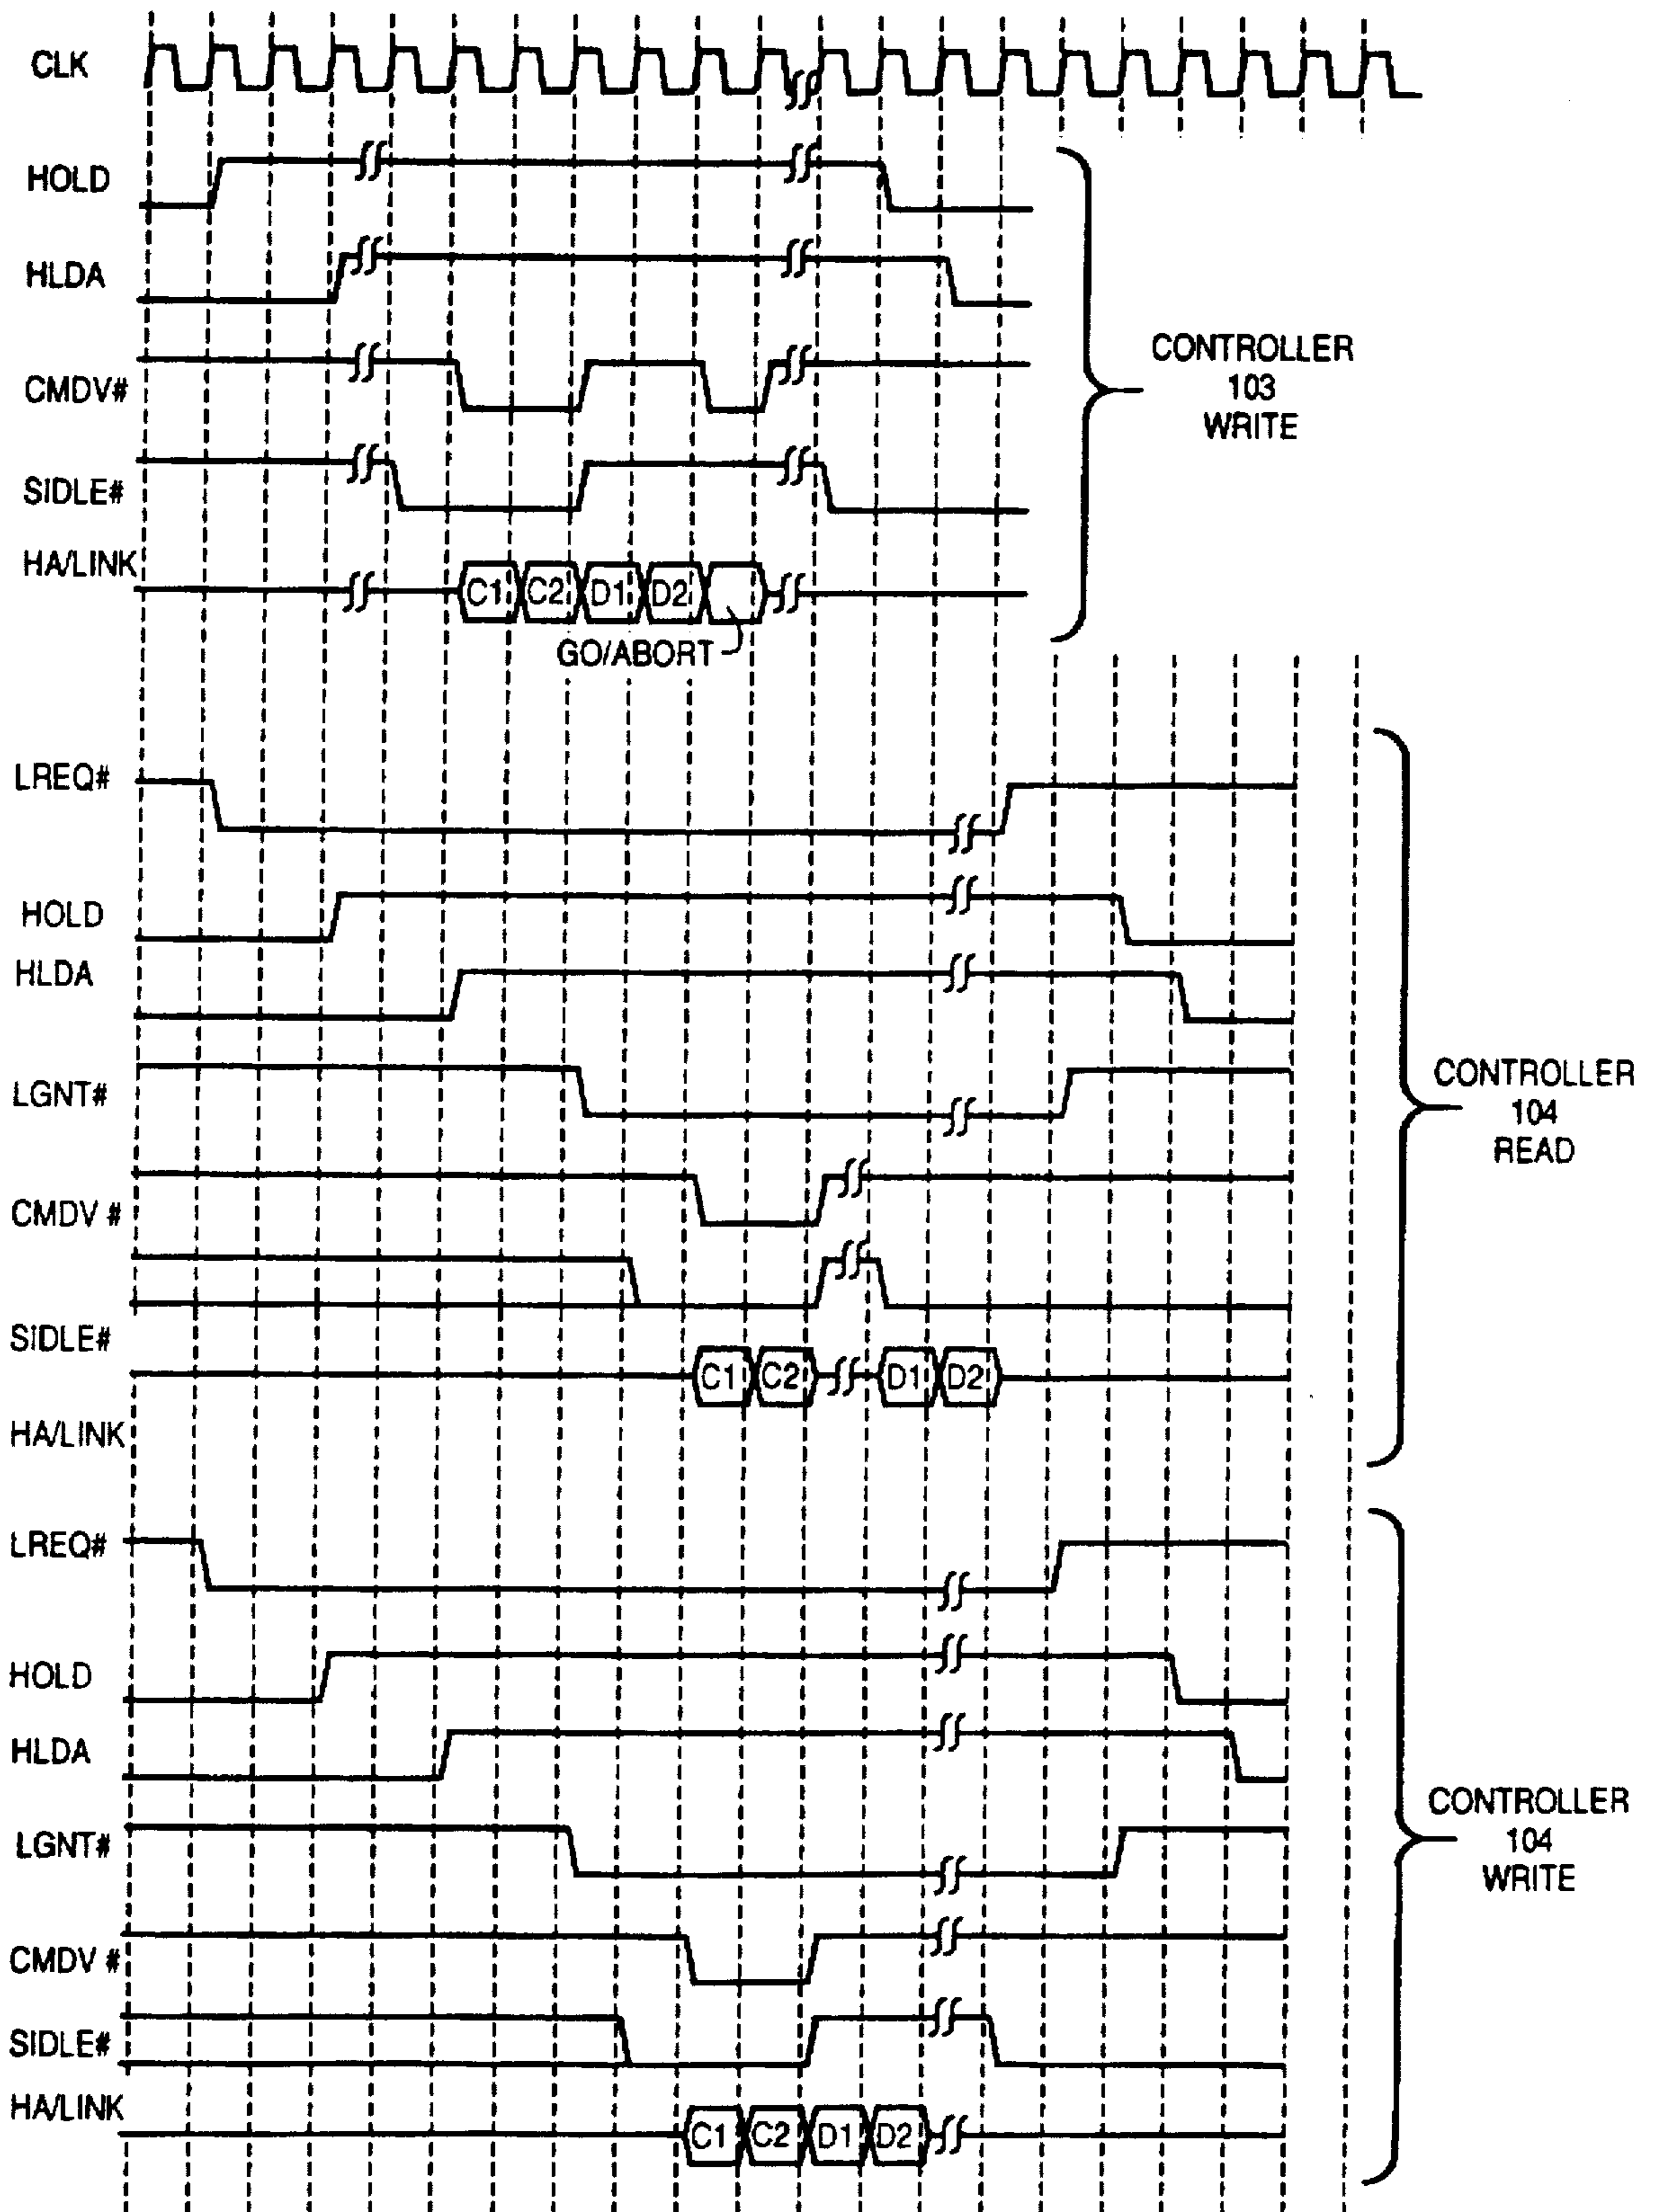 CLK
HOLD
HLDA
CMDV#
SIDLE#
HA/LINK
C1 C2 D1 D2
GO/ABORT
CONTROLLER
103
WRITE
LREQ#
HOLD
HLDA
LGNT#
CMDV #
SIDLE#
C1 C2 D1 D2
HA/LINK
CONTROLLER
104
READ
LREQ#
HOLD
HLDA
LGNT#
CMDV #
SIDLE#
HA/LINK
C1 C2 D1 D2
CONTROLLER
104
WRITE